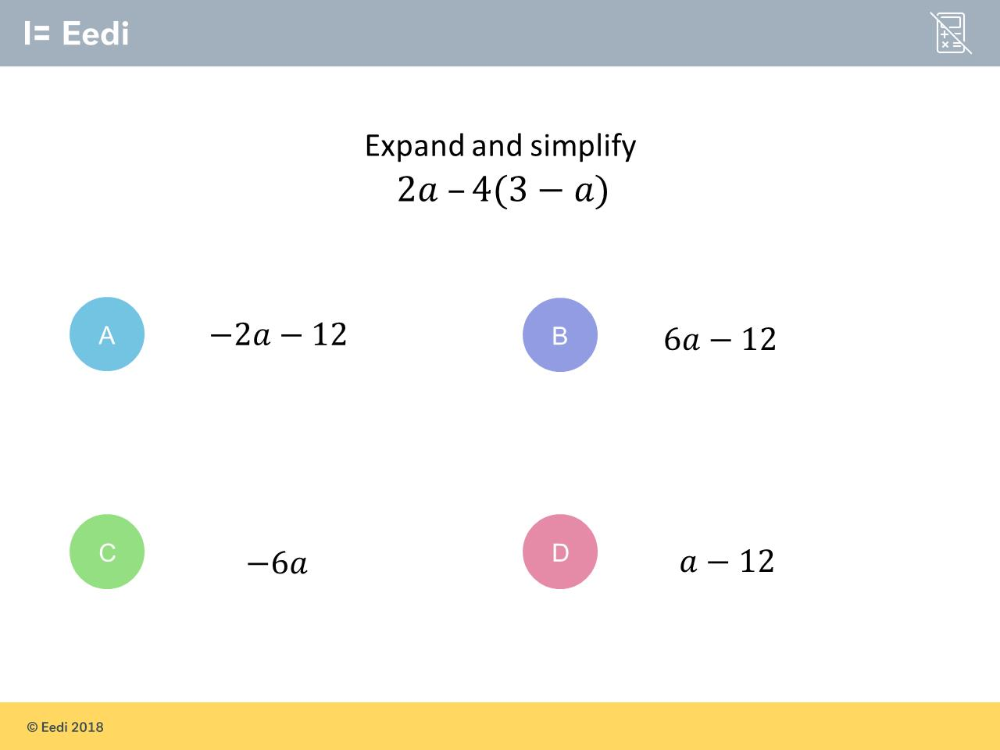 Eedi
Expand and simplify
2a – 4(3 − a)
A
−2a − 12
B
6a − 12
C
−6a
D
a − 12
© Eedi 2018